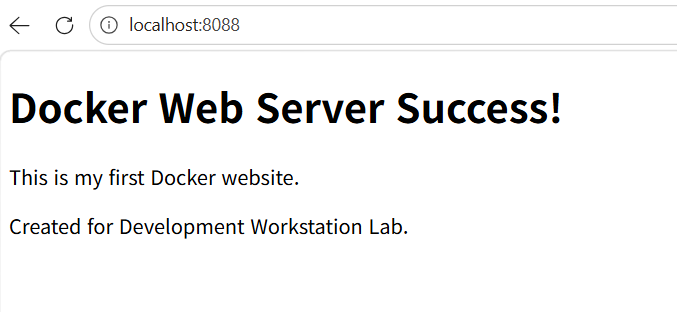 localhost:8088
Docker Web Server Success!
This is my first Docker website.
Created for Development Workstation Lab.